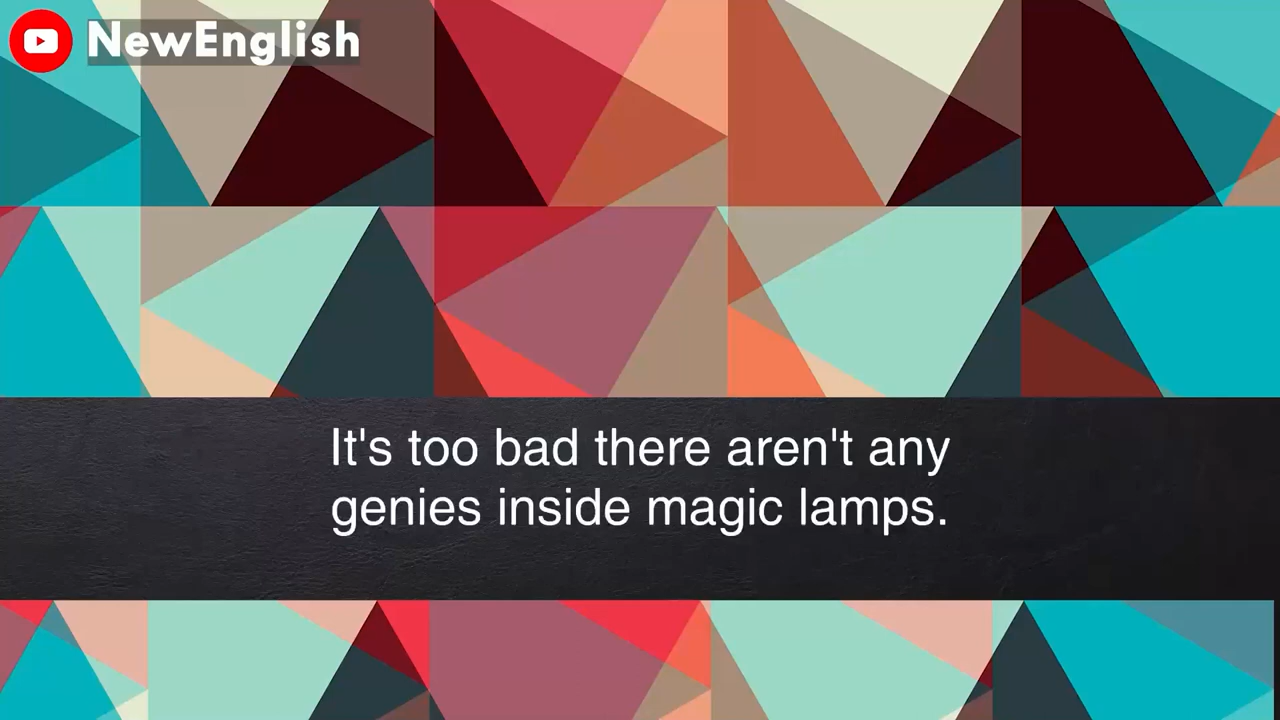 NewEnglish
It's too bad there aren't any
genies inside magic lamps.